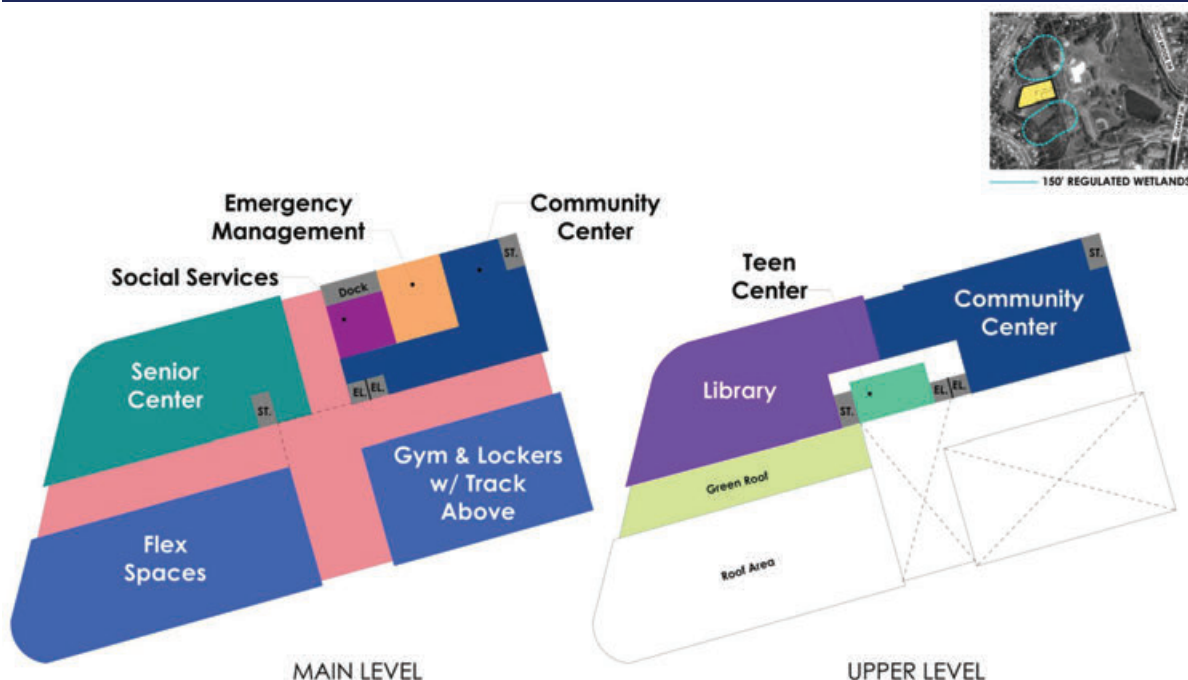 150' REGULATED WETLANDS
Emergency
Management
Community
Center
Social Services
Dock
ST.
Senior
Center
EL.
EL.
ST.
Gym & Lockers
w/ Track
Above
Flex
Spaces
MAIN LEVEL
Teen
Center
ST.
Community
Center
Library
ST.
EL.
EL.
Green Roof
Roof Area
UPPER LEVEL